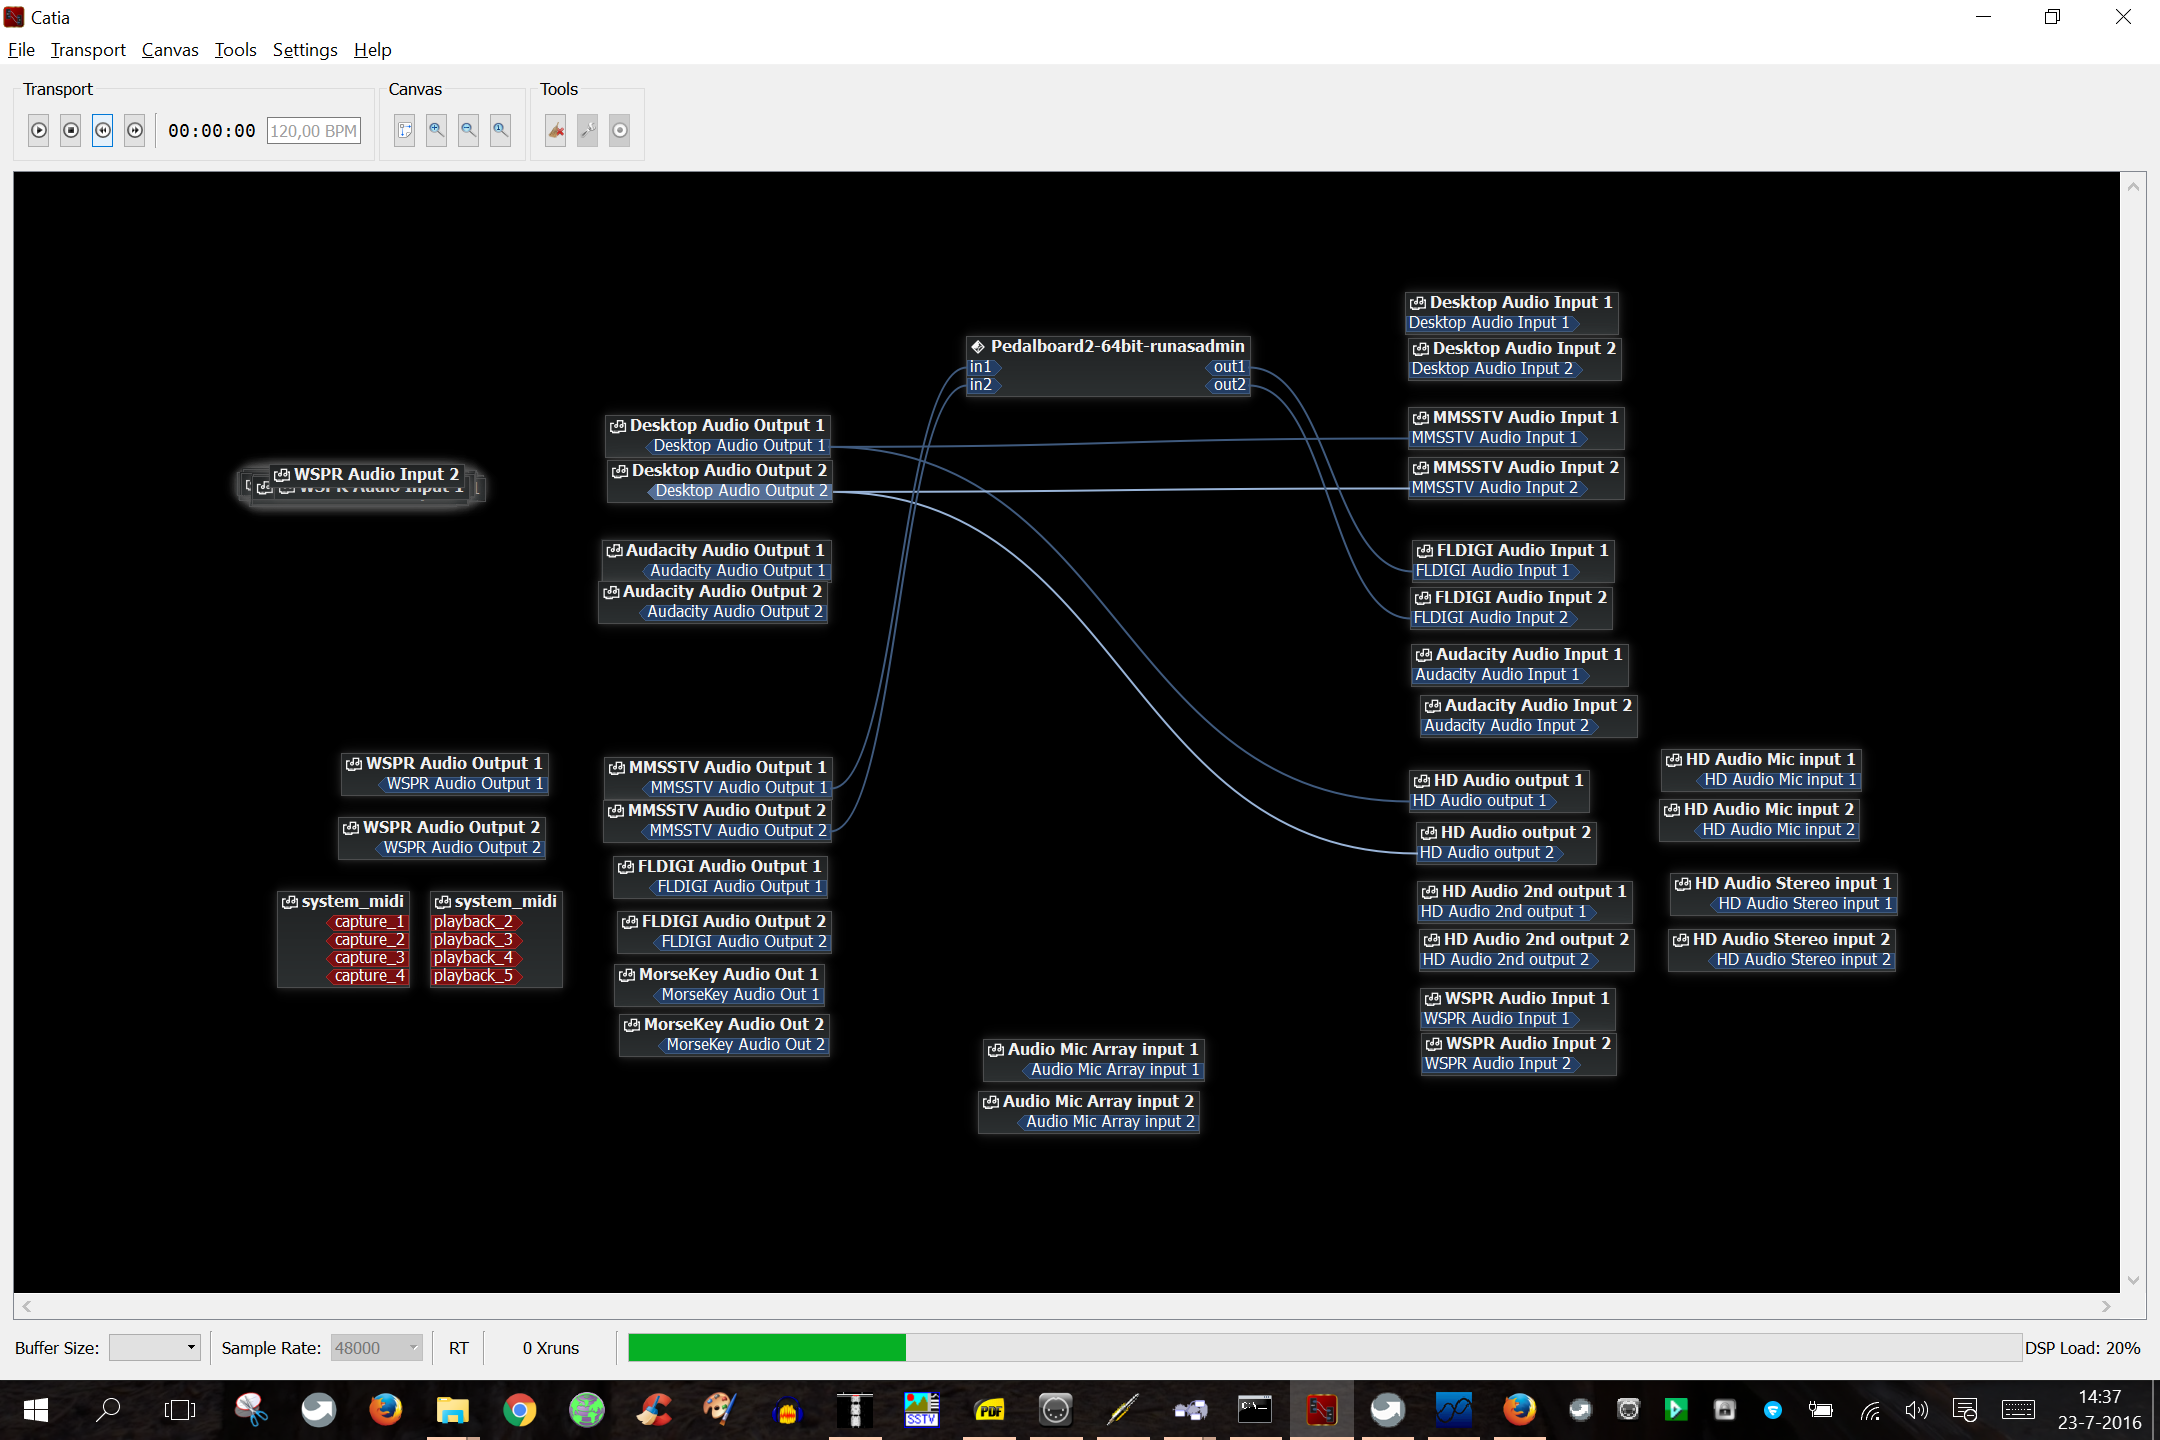 Catia
File Transport Canvas Tools Settings Help
Transport Canvas Tools
00:00:00 120,00 BPM
Desktop Audio Input 1
Desktop Audio Input 1
Desktop Audio Input 2
Desktop Audio Input 2
Pedalboard2-64bit-runasadmin
in1 out1
in2 out2
MMSSTV Audio Input 1
MMSSTV Audio Input 1
MMSSTV Audio Input 2
MMSSTV Audio Input 2
Desktop Audio Output 1
Desktop Audio Output 1
Desktop Audio Output 2
Desktop Audio Output 2
WSPR Audio Input 2
WSPR Audio Input 1
Audacity Audio Output 1
Audacity Audio Output 1
Audacity Audio Output 2
Audacity Audio Output 2
FLDIGI Audio Input 1
FLDIGI Audio Input 1
FLDIGI Audio Input 2
FLDIGI Audio Input 2
Audacity Audio Input 1
Audacity Audio Input 1
Audacity Audio Input 2
Audacity Audio Input 2
WSPR Audio Output 1
WSPR Audio Output 1
WSPR Audio Output 2
WSPR Audio Output 2
MMSSTV Audio Output 1
MMSSTV Audio Output 1
MMSSTV Audio Output 2
MMSSTV Audio Output 2
HD Audio output 1
HD Audio output 1
HD Audio output 2
HD Audio output 2
HD Audio Mic input 1
HD Audio Mic input 1
HD Audio Mic input 2
HD Audio Mic input 2
system_midi
capture_1
capture_2
capture_3
capture_4
system_midi
playback_2
playback_3
playback_4
playback_5
FLDIGI Audio Output 1
FLDIGI Audio Output 1
FLDIGI Audio Output 2
FLDIGI Audio Output 2
MorseKey Audio Out 1
MorseKey Audio Out 1
MorseKey Audio Out 2
MorseKey Audio Out 2
HD Audio 2nd output 1
HD Audio 2nd output 1
HD Audio 2nd output 2
HD Audio 2nd output 2
HD Audio Stereo input 1
HD Audio Stereo input 1
HD Audio Stereo input 2
HD Audio Stereo input 2
WSPR Audio Input 1
WSPR Audio Input 1
WSPR Audio Input 2
WSPR Audio Input 2
Audio Mic Array input 1
Audio Mic Array input 1
Audio Mic Array input 2
Audio Mic Array input 2
Buffer Size: Sample Rate: 48000 RT 0 Xruns DSP Load: 20%
SSTV PDF C:\_
14:37
23-7-2016